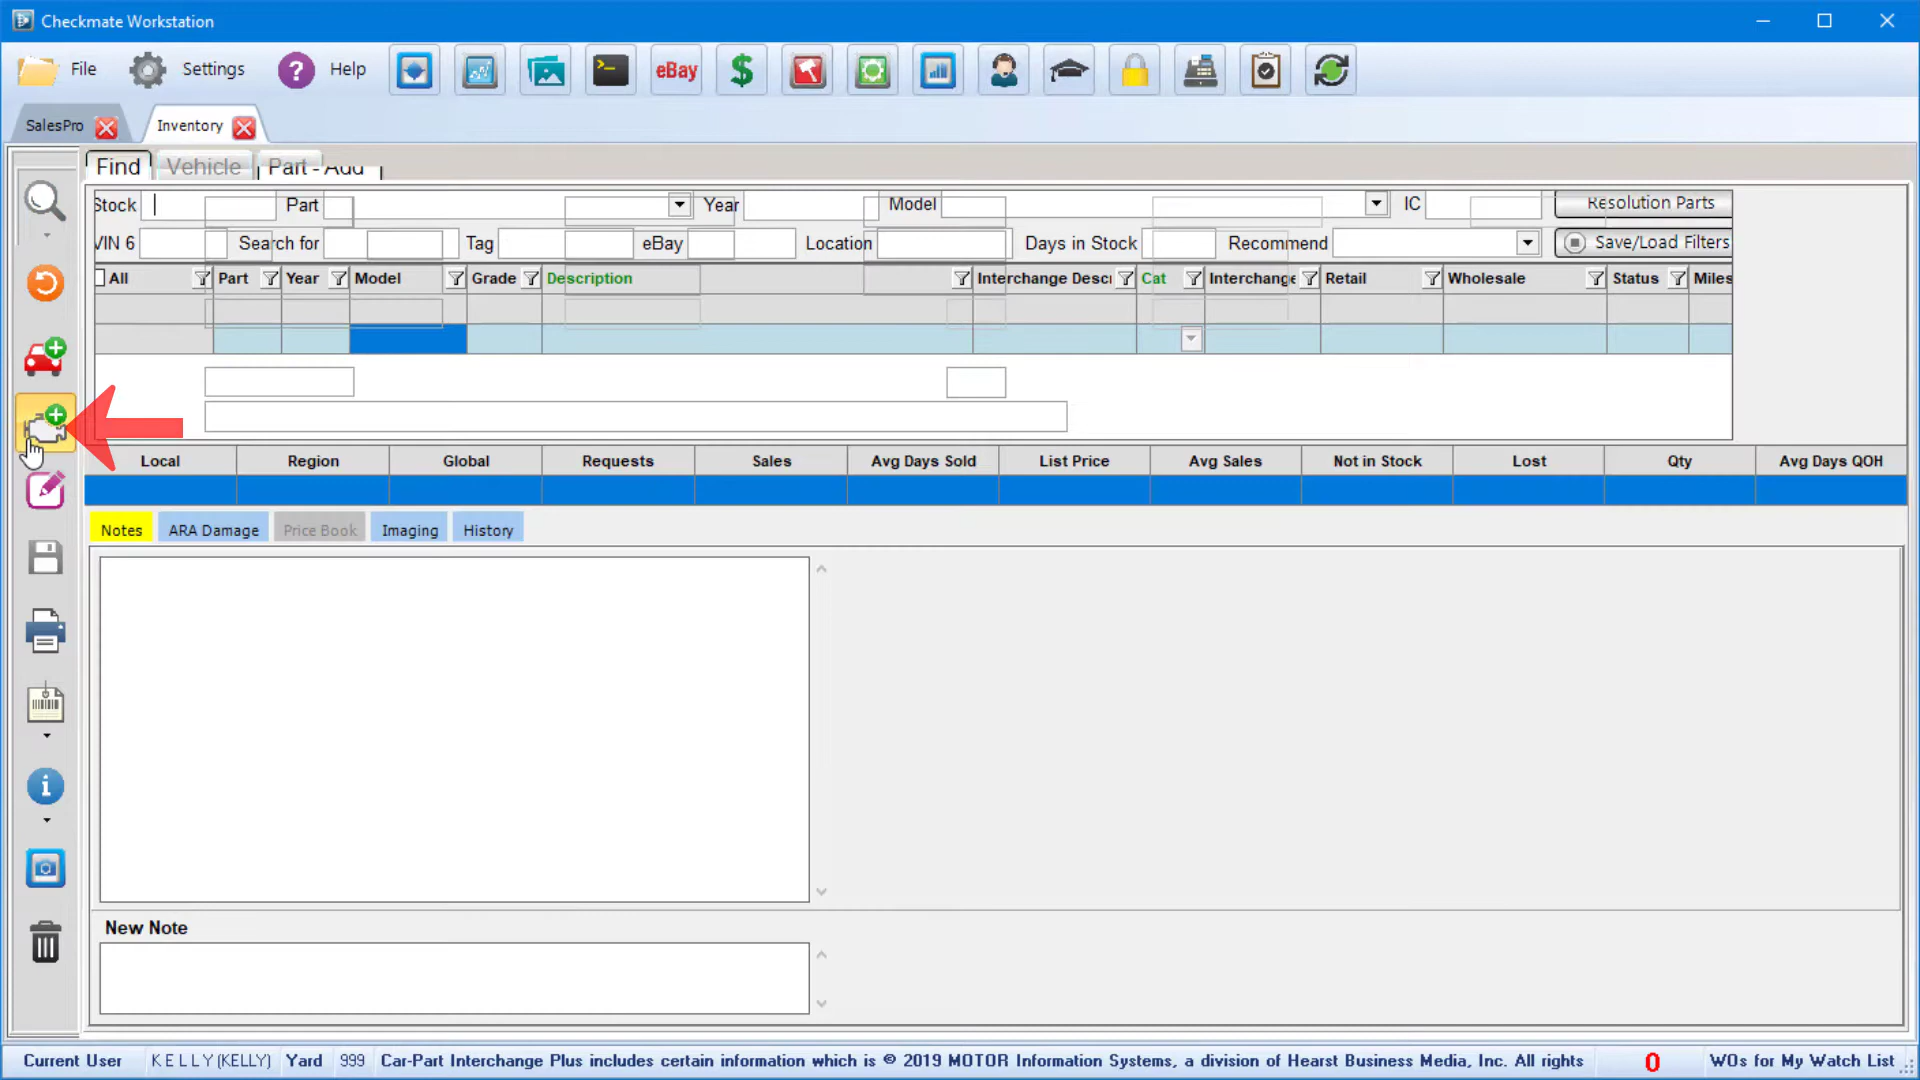 Checkmate Workstation
File Settings Help eBay
SalesPro Inventory
Find Vehicle Part - Add
Stock Part Year Model IC Resolution Parts
VIN 6 Search for Tag eBay Location Days in Stock Recommend Save/Load Filters
All Part Year Model Grade Description Interchange Descr Cat Interchange Retail Wholesale Status Miles
Local Region Global Requests Sales Avg Days Sold List Price Avg Sales Not in Stock Lost Qty Avg Days QOH
Notes ARA Damage Price Book Imaging History
New Note
Current User K E L L Y (KELLY) Yard 999 Car-Part Interchange Plus includes certain information which is © 2019 MOTOR Information Systems, a division of Hearst Business Media, Inc. All rights 0 WOs for My Watch List